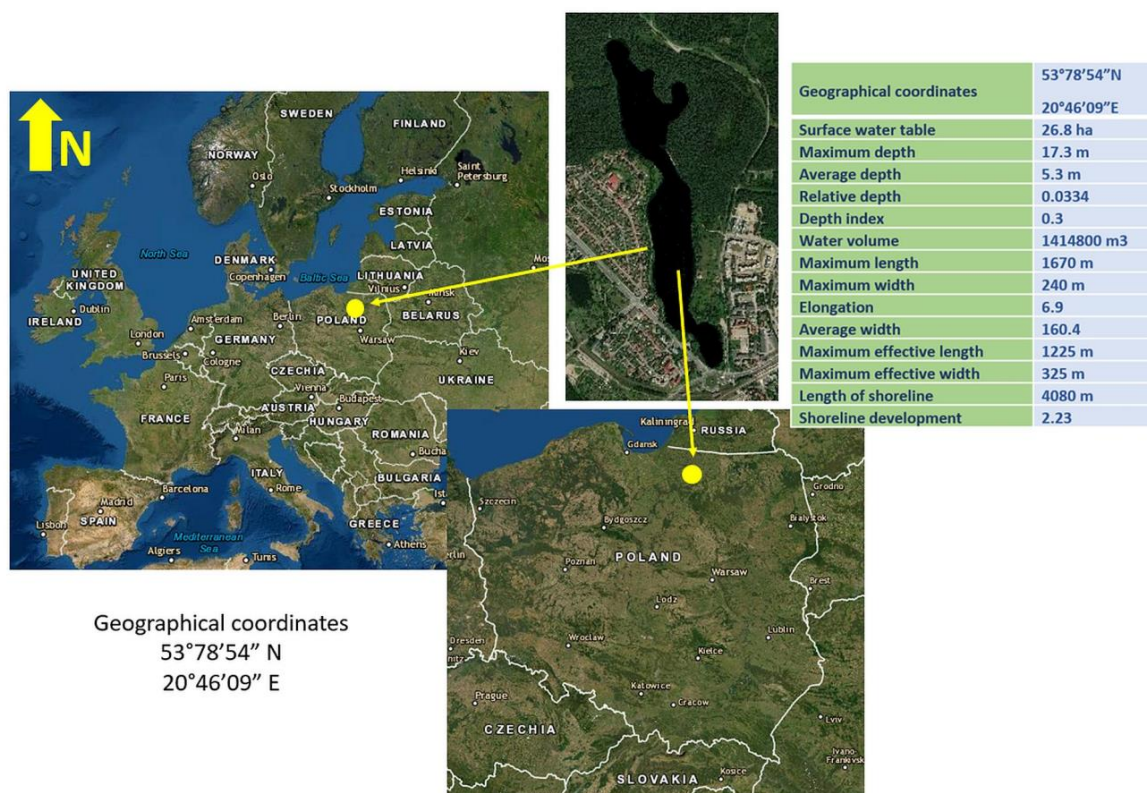 N
SWEDEN
FINLAND
NORWAY
Helsinki
Saint
Petersburg
Oslo
Stockholm
ESTONIA
North Sea
LATVIA
DENMARK
Copenhagen
Baltic Sea
LITHUANIA
Vilnius
Mos
UNITED
KINGDOM
Minsk
IRELAND
Dublin
Amsterdam
Berlin
POLAND
BELARUS
London
GERMANY
Warsaw
Brussels
Cologne
Kiev
Paris
CZECHIA
UKRAINE
Vienna
Budapest
FRANCE
AUSTRIA
HUNGARY
Milan
ROMANIA
Bucha
ITALY
BULGARIA
Barcelona
Rome
Ist
Madrid
Lisbon
SPAIN
GREECE
Mediterranean
Sea
Athens
Algiers
Tunis
Geographical coordinates
53°78’54” N
20°46’09” E
Geographical coordinates 53°78’54”N
20°46’09”E
Surface water table 26.8 ha
Maximum depth 17.3 m
Average depth 5.3 m
Relative depth 0.0334
Depth index 0.3
Water volume 1414800 m3
Maximum length 1670 m
Maximum width 240 m
Elongation 6.9
Average width 160.4
Maximum effective length 1225 m
Maximum effective width 325 m
Length of shoreline 4080 m
Shoreline development 2.23
Kaliningrad
RUSSIA
Gdansk
Szczecin
Grodno
Bydgoszcz
Bialystok
erlin
POLAND
Poznan
Warsaw
Brest
Lodz
Lublin
Dresden
Wroclaw
Kielce
mnitz
Katowice
Prague
Cracow
Lviv
CZECHIA
Ivano-
Frankivsk
SLOVAKIA
Kosice